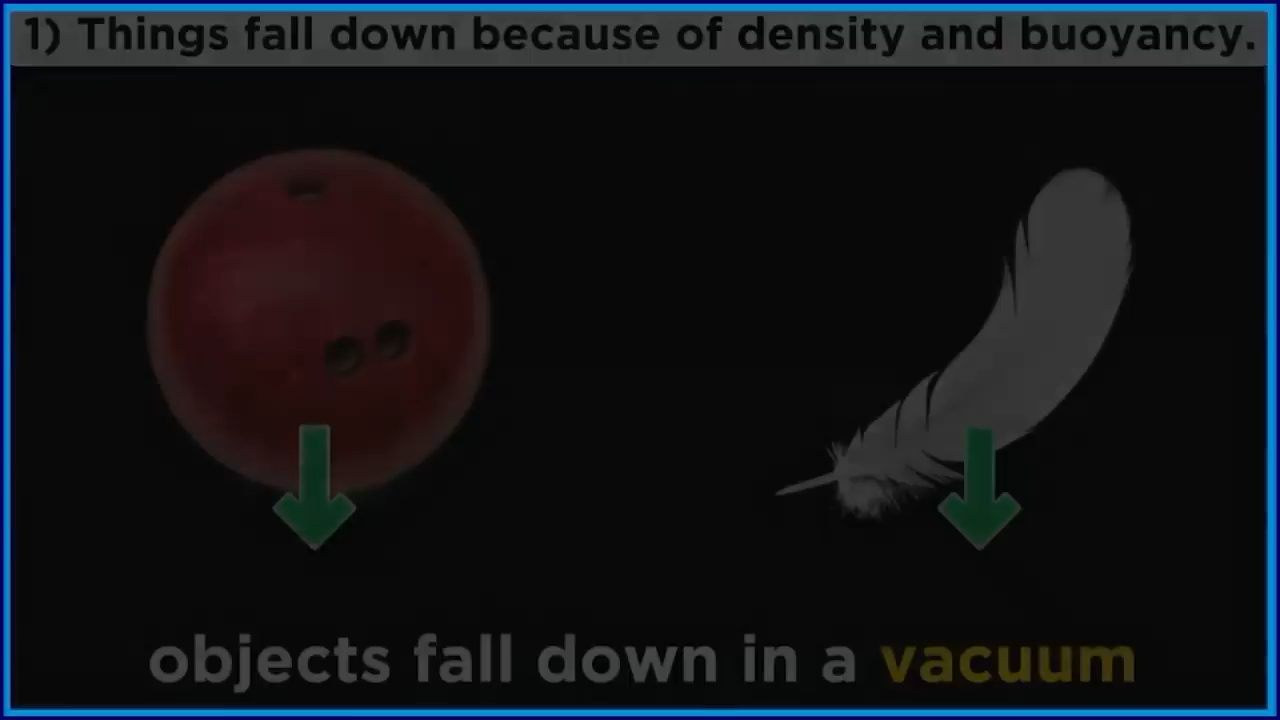 1) Things fall down because of density and buoyancy.
objects fall down in a vacuum